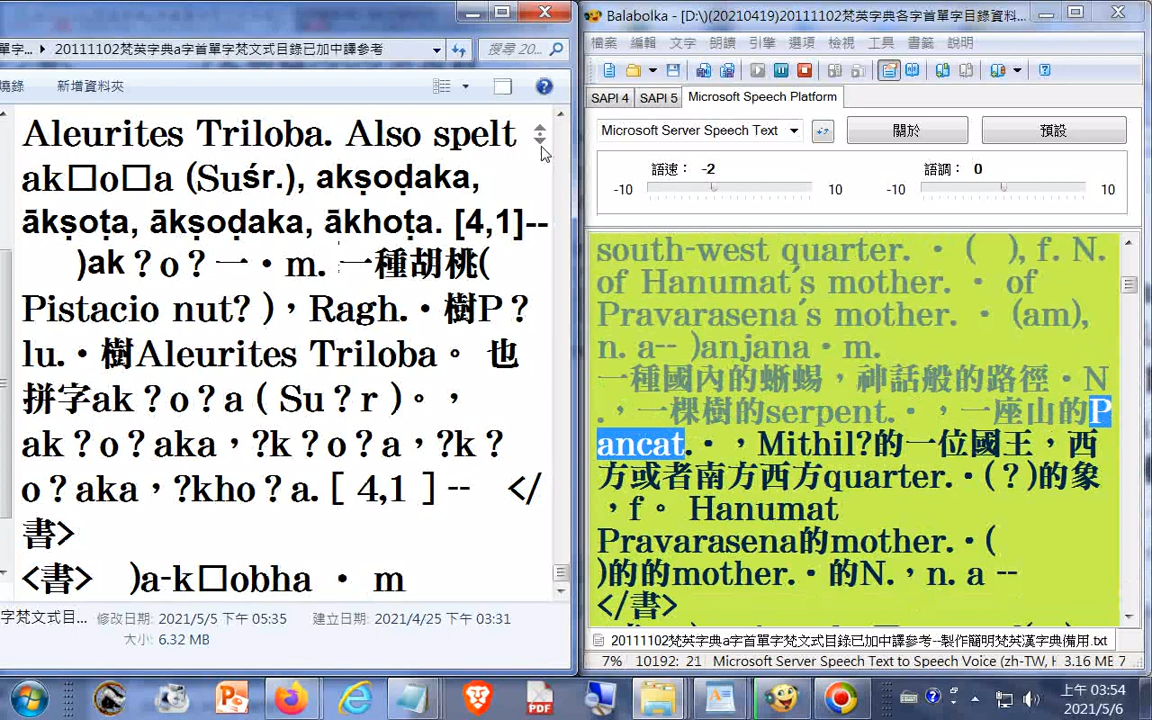 單字... ▸ 20111102梵英字典a字首單字梵文式目錄已加中譯參考
搜尋 20...
燒錄 新增資料夾
Aleurites Triloba. Also spelt
ak□o□a (Suśr.), akṣoḍaka,
ākṣoṭa, ākṣoḍaka, ākhoṭa. [4,1]--
)ak？o？一・m. 一種胡桃(
Pistacio nut? )，Ragh.・樹P？
lu.・樹Aleurites Triloba。 也
拼字ak？o？a ( Su？r )。，
ak？o？aka，?k？o？a，?k？
o？aka，?kho？a. [ 4,1 ] -- </
書>
<書> )a-k□obha ・ m
字梵文式目... 修改日期: 2021/5/5 下午 05:35 建立日期: 2021/4/25 下午 03:31
大小: 6.32 MB
Balabolka - [D:\)(20210419)20111102梵英字典各字首單字目錄資料...
檔案 編輯 文字 朗讀 引擎 選項 檢視 工具 書籤 說明
SAPI 4 SAPI 5 Microsoft Speech Platform
Microsoft Server Speech Text 關於 預設
語速： -2 語調： 0
-10 10 -10 10
south-west quarter. ・ ( ), f. N.
of Hanumat′s mother. ・ of
Pravarasena′s mother. ・ (am),
n. a-- )anjana・m.
一種國內的蜥蜴，神話般的路徑・N
.，一棵樹的serpent.・，一座山的P
ancat.・，Mithil?的一位國王，西
方或者南方西方quarter.・(？)的象
，f。 Hanumat
Pravarasena的mother.・(
)的的mother.・的N.，n. a --
</書>
20111102梵英字典a字首單字梵文式目錄已加中譯參考--製作簡明梵英漢字典備用.txt
7% 10192: 21 Microsoft Server Speech Text to Speech Voice (zh-TW, H 3.16 MB 7
PDF
上午 03:54
2021/5/6